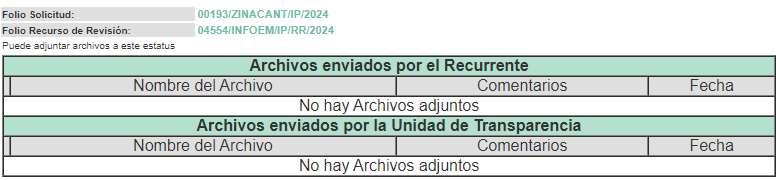 Folio Solicitud: 00193/ZINACANT/IP/2024
Folio Recurso de Revisión: 04554/INFOEM/IP/RR/2024
Puede adjuntar archivos a este estatus
Archivos enviados por el Recurrente
Nombre del Archivo Comentarios Fecha
No hay Archivos adjuntos
Archivos enviados por la Unidad de Transparencia
Nombre del Archivo Comentarios Fecha
No hay Archivos adjuntos